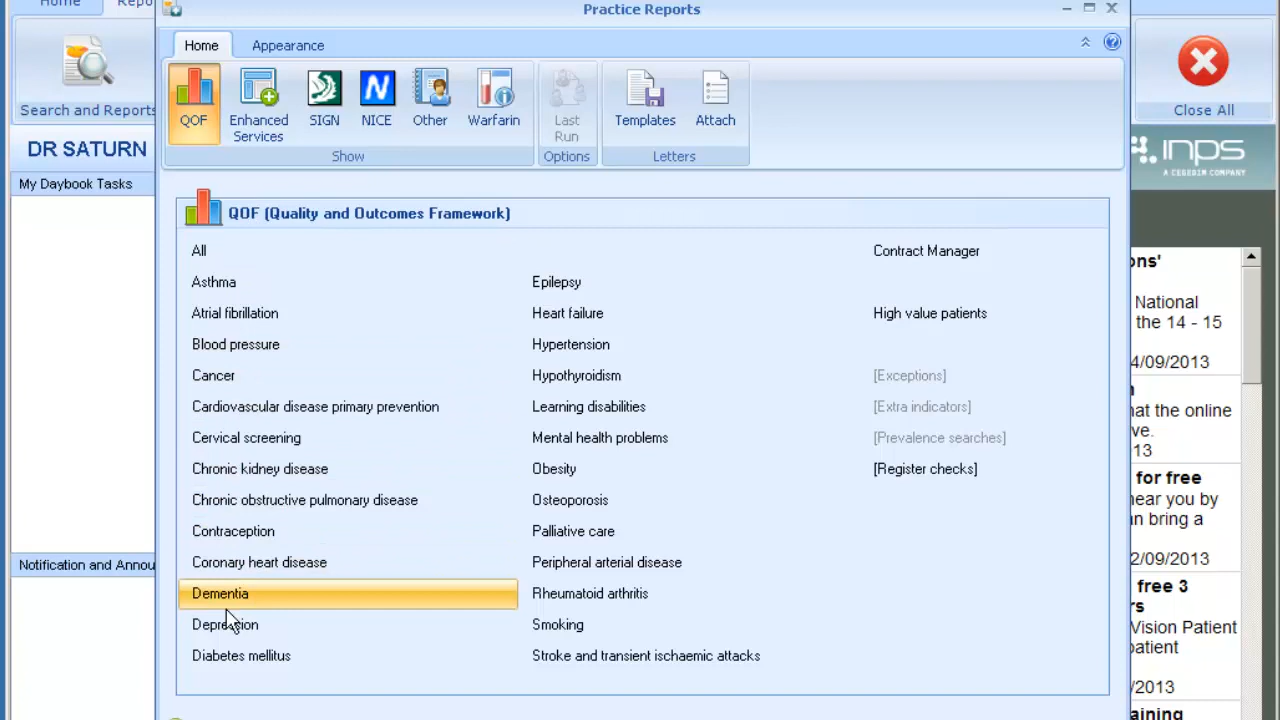 Home
Repo
Practice Reports
Home
Appearance
Search and Reports
QOF
Enhanced
Services
SIGN
NICE
Other
Warfarin
Last
Run
Templates
Attach
Show
Options
Letters
Close All
DR SATURN
INPS
A CEGEDIM COMPANY
My Daybook Tasks
Notification and Annou
QOF (Quality and Outcomes Framework)
All
Asthma
Atrial fibrillation
Blood pressure
Cancer
Cardiovascular disease primary prevention
Cervical screening
Chronic kidney disease
Chronic obstructive pulmonary disease
Contraception
Coronary heart disease
Dementia
Depression
Diabetes mellitus
Epilepsy
Heart failure
Hypertension
Hypothyroidism
Learning disabilities
Mental health problems
Obesity
Osteoporosis
Palliative care
Peripheral arterial disease
Rheumatoid arthritis
Smoking
Stroke and transient ischaemic attacks
Contract Manager
High value patients
[Exceptions]
[Extra indicators]
[Prevalence searches]
[Register checks]
ons'
National
the 14 - 15
4/09/2013
hat the online
ve.
13
for free
near you by
n bring a
2/09/2013
free 3
rs
Vision Patient
patient
/2013
aining